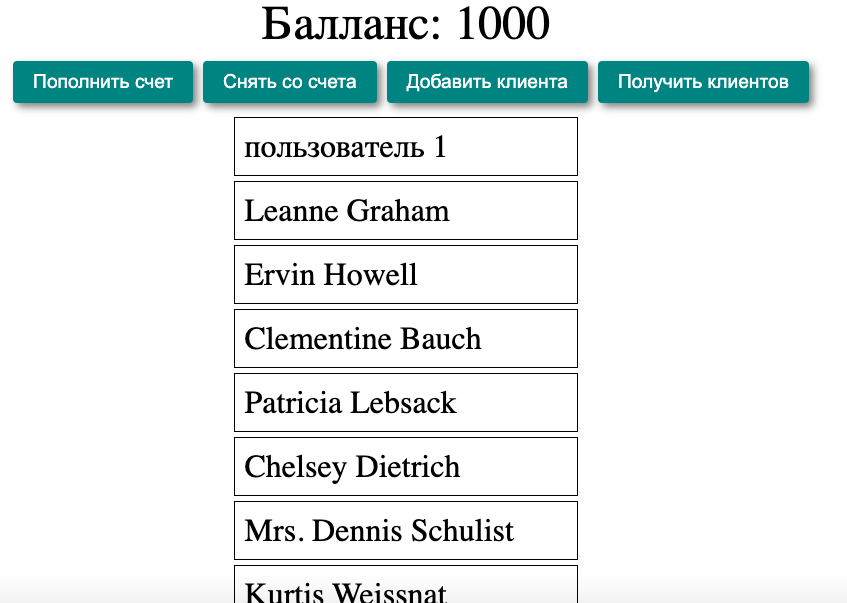 Балланс: 1000
Пополнить счет Снять со счета Добавить клиента Получить клиентов
пользователь 1
Leanne Graham
Ervin Howell
Clementine Bauch
Patricia Lebsack
Chelsey Dietrich
Mrs. Dennis Schulist
Kurtis Weissnat